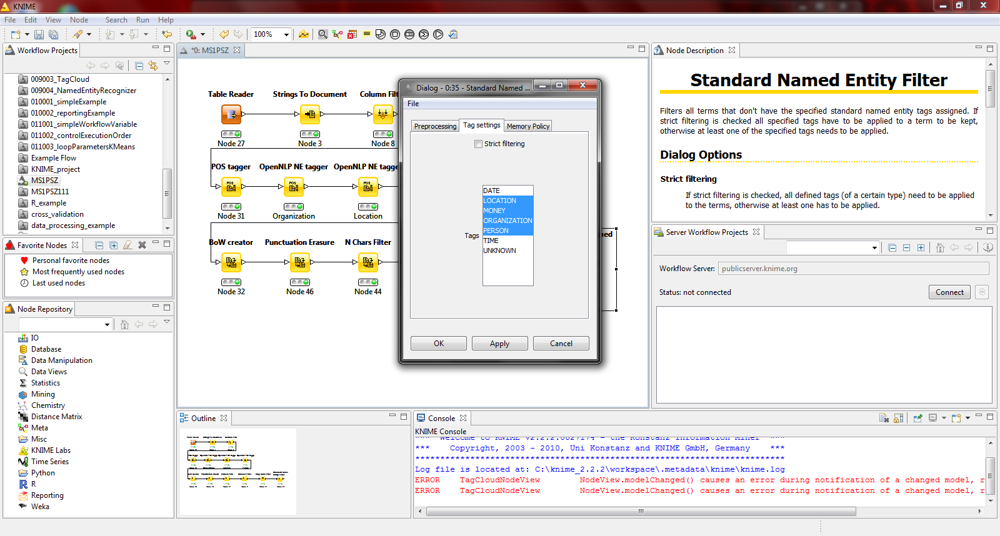 KNIME
File Edit View Node Search Run Help
100%
Workflow Projects
009003_TagCloud
009004_NamedEntityRecognizer
010001_simpleExample
010002_reportingExample
011001_simpleWorkflowVariable
011002_controlExecutionOrder
011003_loopParametersKMeans
Example Flow
KNIME_project
MS1PSZ
MS1PSZ111
R_example
cross_validation
data_processing_example
Favorite Nodes
Personal favorite nodes
Most frequently used nodes
Last used nodes
Node Repository
IO
Database
Data Manipulation
Data Views
Statistics
Mining
Chemistry
Distance Matrix
Meta
Misc
KNIME Labs
Time Series
Python
R
Reporting
Weka
*0: MS1PSZ
Table Reader Strings To Document Column Filt
Node 27 Node 3 Node 8
POS tagger OpenNLP NE tagger OpenNLP NE tagge
Node 31 Organization Location
BoW creator Punctuation Erasure N Chars Filter
Node 32 Node 46 Node 44
Dialog - 0:35 - Standard Named ...
File
Preprocessing Tag settings Memory Policy
Strict filtering
Tags
DATE
LOCATION
MONEY
ORGANIZATION
PERSON
TIME
UNKNOWN
OK Apply Cancel
Node Description
Standard Named Entity Filter
Filters all terms that don't have the specified standard named entity tags assigned. If
strict filtering is checked all specified tags have to be applied to a term to be kept,
otherwise at least one of the specified tags needs to be applied.
Dialog Options
Strict filtering
If strict filtering is checked, all defined tags (of a certain type) need to be applied
to the terms, otherwise at least one has to be applied.
Server Workflow Projects
Workflow Server: publicserver.knime.org
Status: not connected
Connect
Outline
Console
KNIME Console
*** Welcome to KNIME v2.2.2.0027174 - the Konstanz Information Miner ***
*** Copyright, 2003 - 2010, Uni Konstanz and KNIME GmbH, Germany ***
**************************************************************************
Log file is located at: C:\knime_2.2.2\workspace\.metadata\knime\knime.log
ERROR TagCloudNodeView NodeView.modelChanged() causes an error during notification of a changed model, r
ERROR TagCloudNodeView NodeView.modelChanged() causes an error during notification of a changed model, r